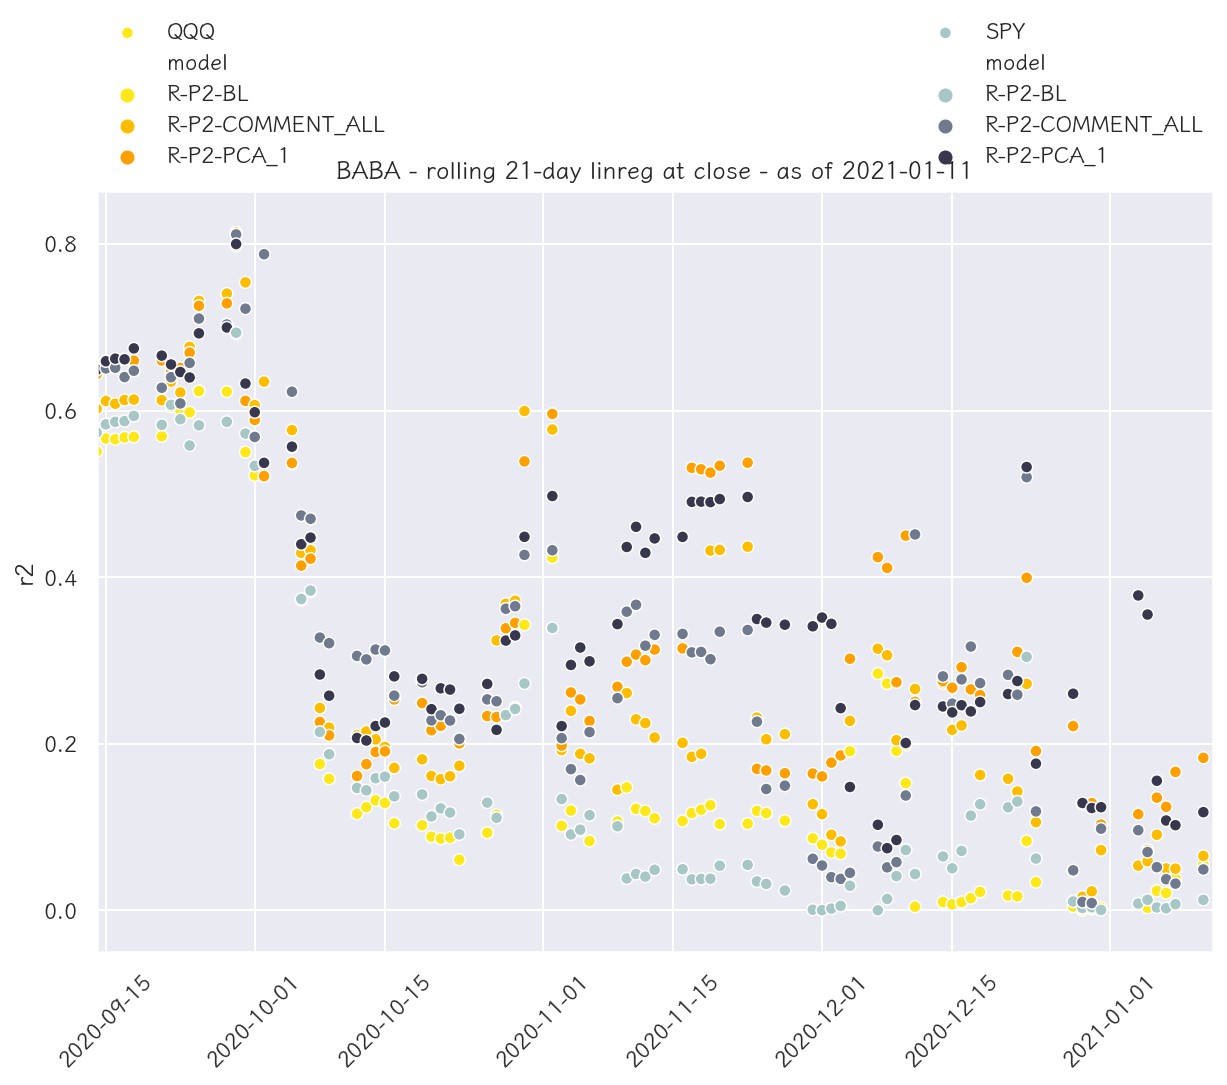 QQQ
model
R-P2-BL
R-P2-COMMENT_ALL
R-P2-PCA_1
SPY
model
R-P2-BL
R-P2-COMMENT_ALL
R-P2-PCA_1
BABA - rolling 21-day linreg at close - as of 2021-01-11
r2
0.8
0.6
0.4
0.2
0.0
2020-09-15
2020-10-01
2020-10-15
2020-11-01
2020-11-15
2020-12-01
2020-12-15
2021-01-01